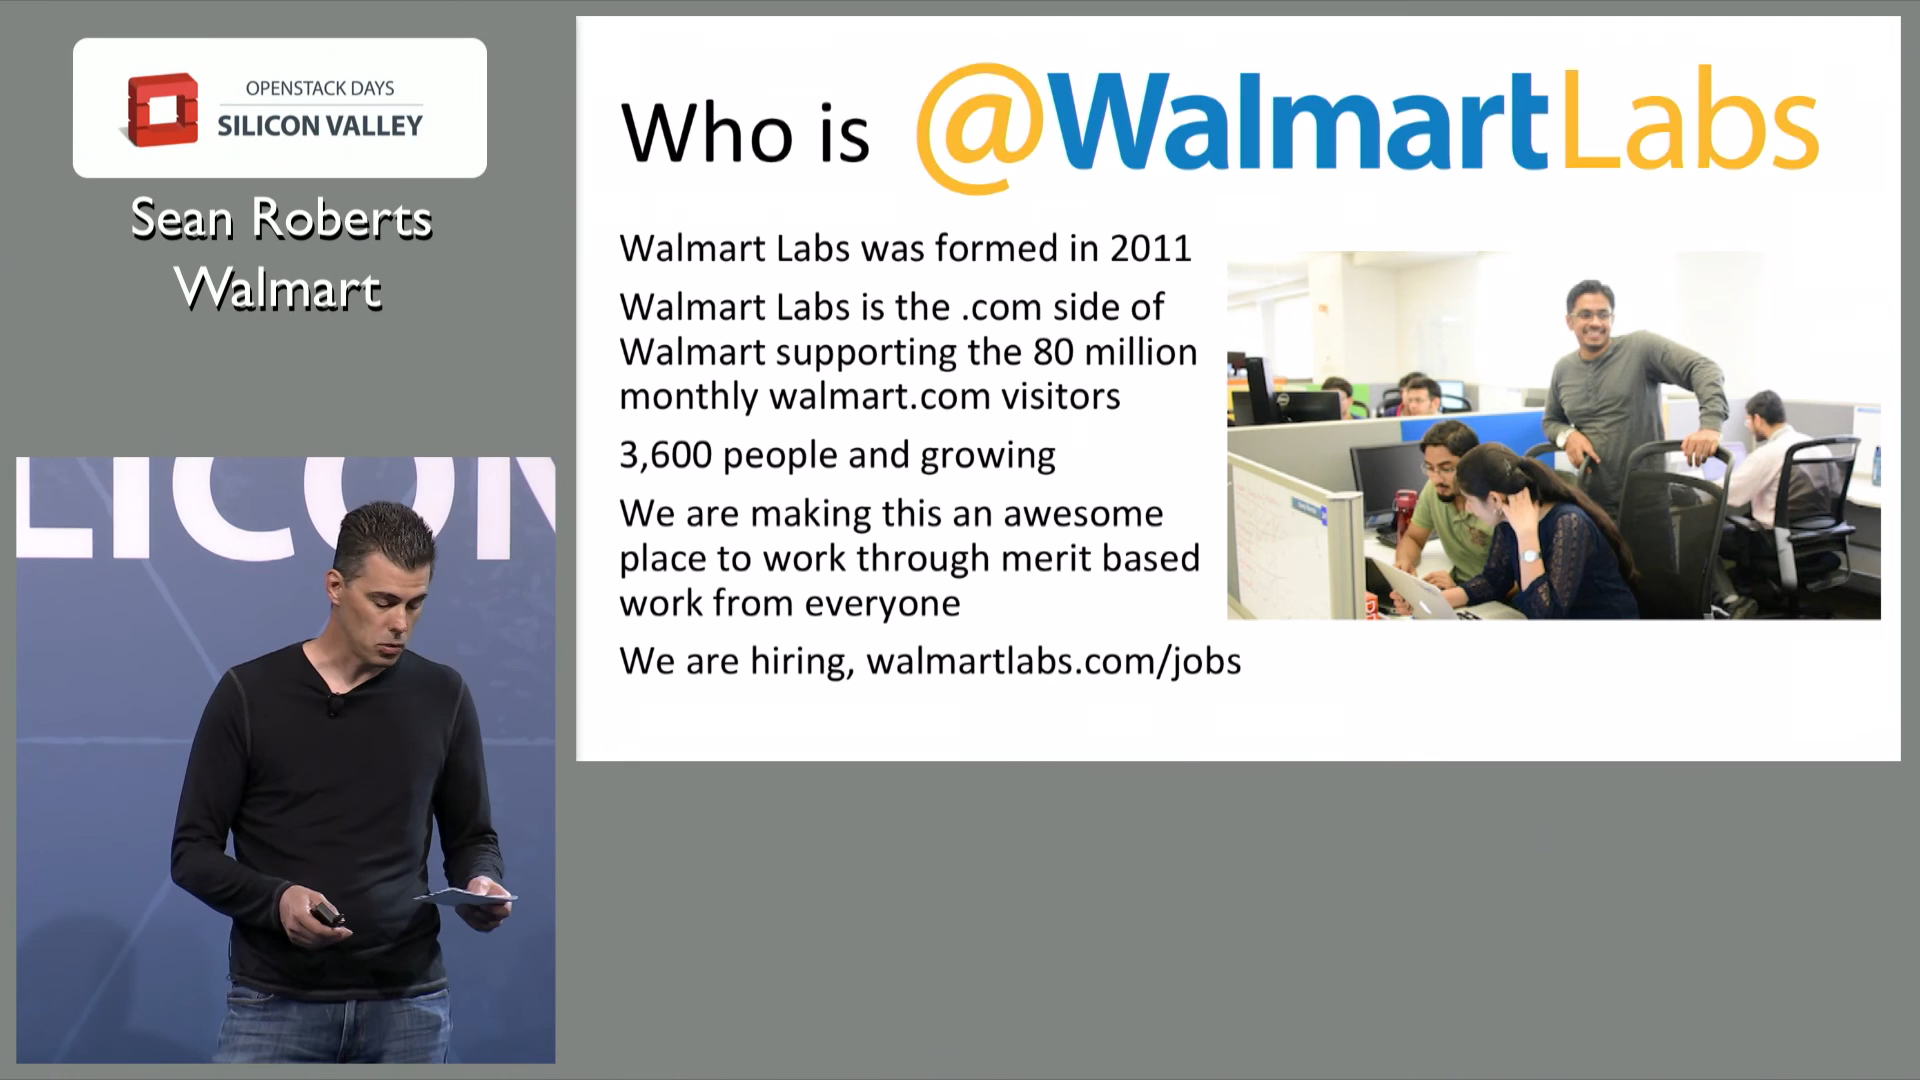 OPENSTACK DAYS
SILICON VALLEY
Sean Roberts
Walmart
LICON
Who is @WalmartLabs
Walmart Labs was formed in 2011
Walmart Labs is the .com side of
Walmart supporting the 80 million
monthly walmart.com visitors
3,600 people and growing
We are making this an awesome
place to work through merit based
work from everyone
We are hiring, walmartlabs.com/jobs